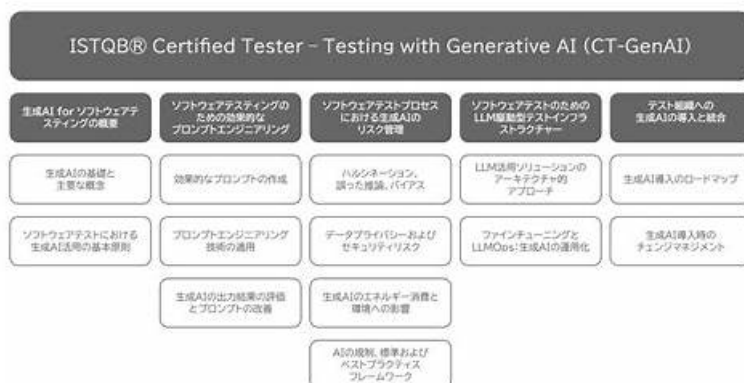 ISTQB® Certified Tester – Testing with Generative AI (CT-GenAI)
生成AI for ソフトウェアテ
スティングの概要
生成AIの基礎と
主要な概念
ソフトウェアテストにおける
生成AI活用の基本原則
ソフトウェアテスティングの
ための効果的な
プロンプトエンジニアリング
効果的なプロンプトの作成
プロンプトエンジニアリング
技術の適用
生成AIの出力結果の評価
とプロンプトの改善
ソフトウェアテストプロセス
における生成AIの
リスク管理
ハルシネーション、
誤った推論、バイアス
データプライバシーおよび
セキュリティリスク
生成AIのエネルギー消費と
環境への影響
AIの規制、標準および
ベストプラクティス
フレームワーク
ソフトウェアテストのための
LLM駆動型テストインフ
ラストラクチャー
LLM活用ソリューションの
アーキテクチャ的
アプローチ
ファインチューニングと
LLMOps:生成AIの運用化
テスト組織への
生成AIの導入と統合
生成AI導入のロードマップ
生成AI導入時の
チェンジマネジメント